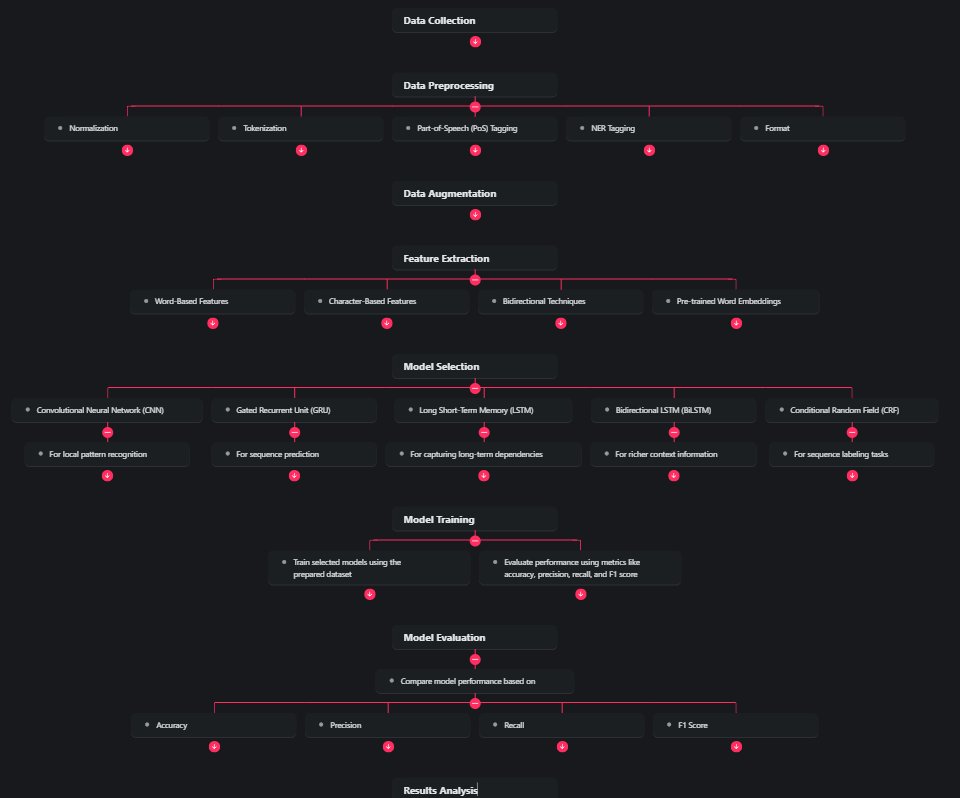 Data Collection
Data Preprocessing
Normalization
Tokenization
Part-of-Speech (PoS) Tagging
NER Tagging
Format
Data Augmentation
Feature Extraction
Word-Based Features
Character-Based Features
Bidirectional Techniques
Pre-trained Word Embeddings
Model Selection
Convolutional Neural Network (CNN)
Gated Recurrent Unit (GRU)
Long Short-Term Memory (LSTM)
Bidirectional LSTM (BiLSTM)
Conditional Random Field (CRF)
For local pattern recognition
For sequence prediction
For capturing long-term dependencies
For richer context information
For sequence labeling tasks
Model Training
Train selected models using the
prepared dataset
Evaluate performance using metrics like
accuracy, precision, recall, and F1 score
Model Evaluation
Compare model performance based on
Accuracy
Precision
Recall
F1 Score
Results Analysis